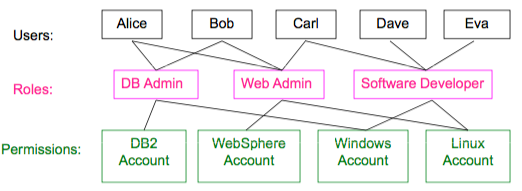 Users: Alice Bob Carl Dave Eva
Roles: DB Admin Web Admin Software Developer
Permissions: DB2 Account WebSphere Account Windows Account Linux Account